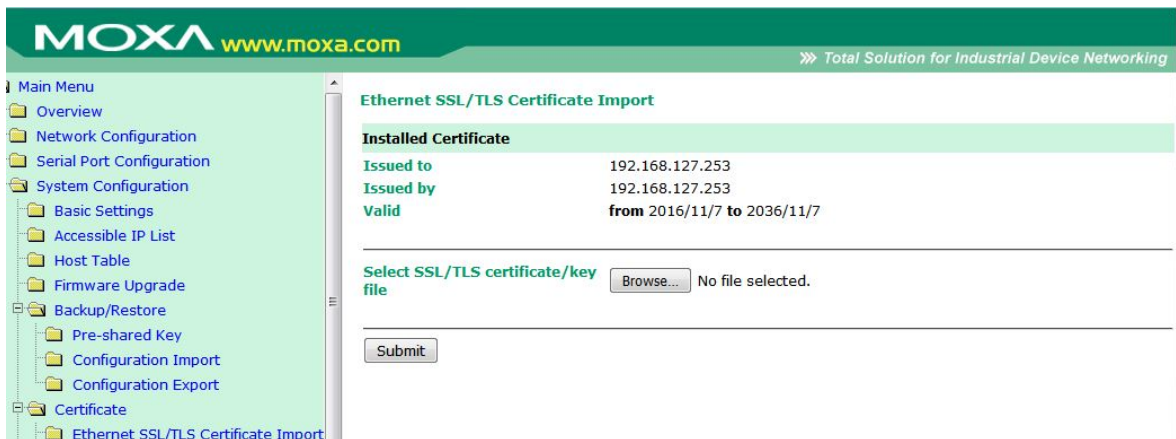 MOXA www.moxa.com
Total Solution for Industrial Device Networking
Main Menu
Overview
Network Configuration
Serial Port Configuration
System Configuration
Basic Settings
Accessible IP List
Host Table
Firmware Upgrade
Backup/Restore
Pre-shared Key
Configuration Import
Configuration Export
Certificate
Ethernet SSL/TLS Certificate Import
Ethernet SSL/TLS Certificate Import
Installed Certificate
Issued to 192.168.127.253
Issued by 192.168.127.253
Valid from 2016/11/7 to 2036/11/7
Select SSL/TLS certificate/key
file
Browse... No file selected.
Submit